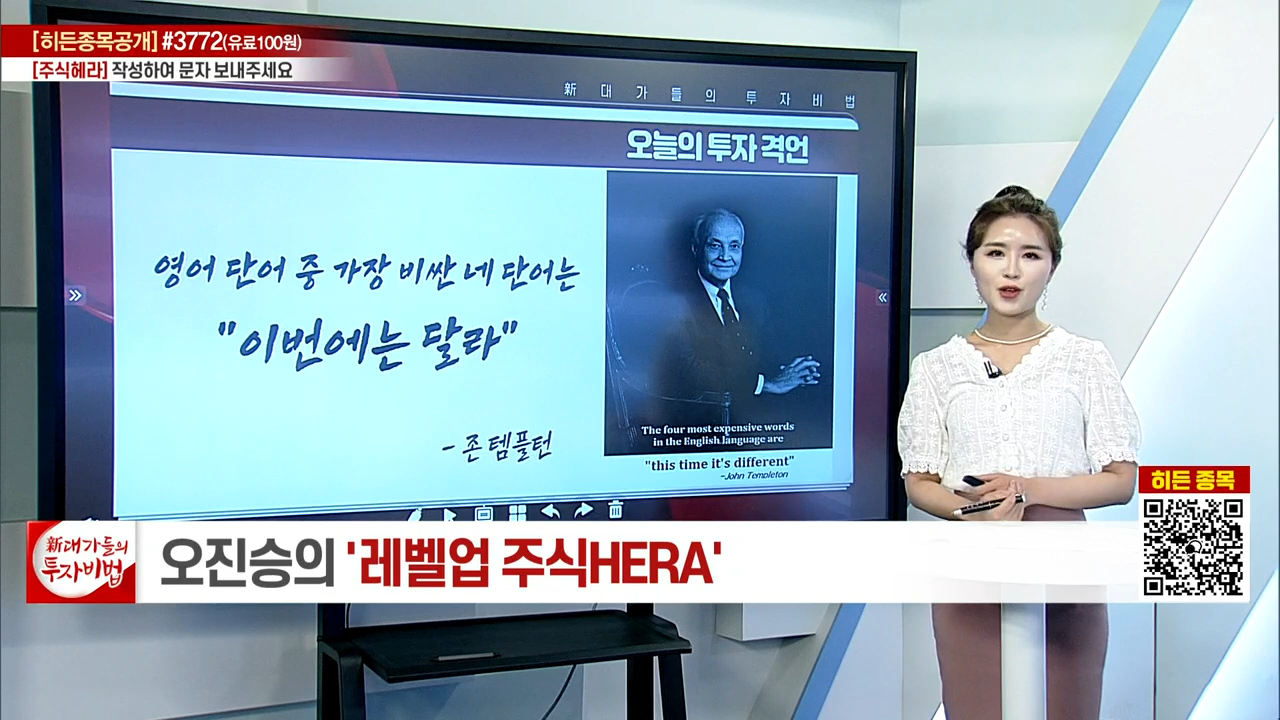 [히든종목공개] #3772(유료100원)
[주식헤라] 작성하여 문자 보내주세요
新 대 가 들 의 투 자 비 법
오늘의 투자 격언
영어 단어 중 가장 비싼 네 단어는
"이번에는 달라"
- 존 템플턴
The four most expensive words
in the English language are
"this time it's different"
-John Templeton
히든 종목
新대가들의
투자비법
오진승의 '레벨업 주식HERA'